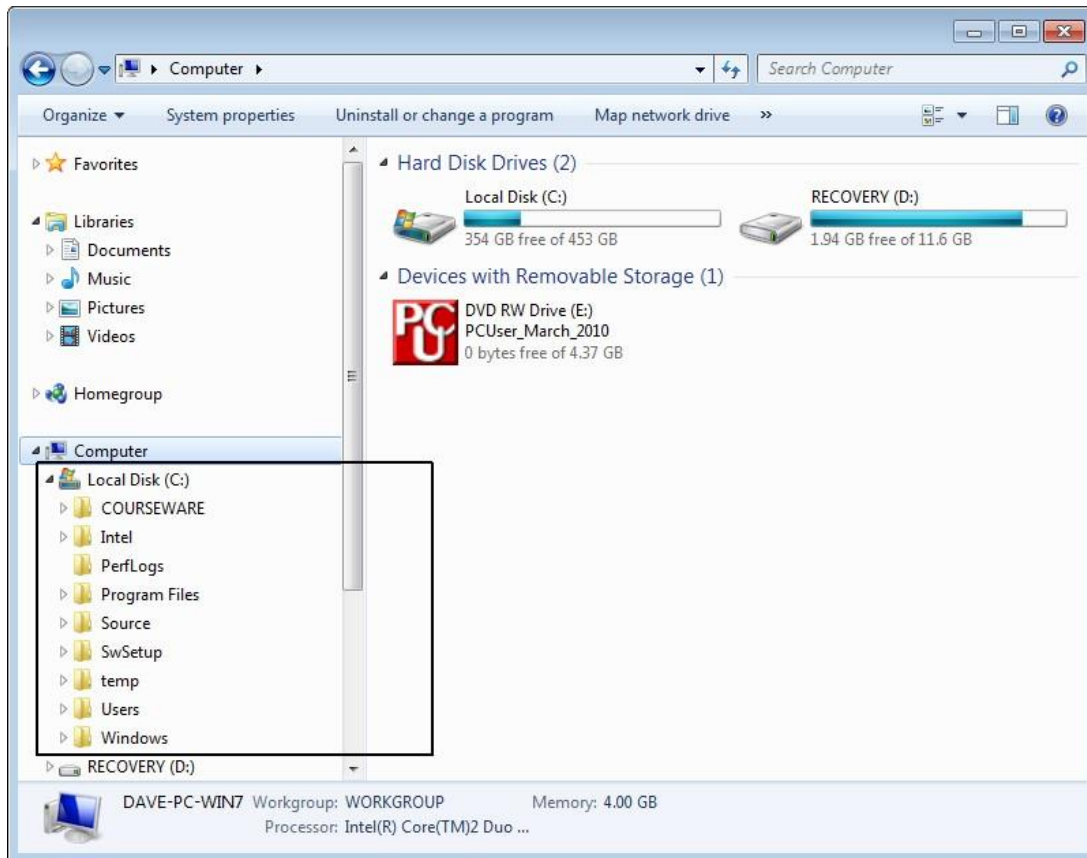 Computer
Search Computer
Organize System properties Uninstall or change a program Map network drive »
Favorites
Libraries
Documents
Music
Pictures
Videos
Homegroup
Computer
Local Disk (C:)
COURSEWARE
Intel
PerfLogs
Program Files
Source
SwSetup
temp
Users
Windows
RECOVERY (D:)
Hard Disk Drives (2)
Local Disk (C:)
354 GB free of 453 GB
RECOVERY (D:)
1.94 GB free of 11.6 GB
Devices with Removable Storage (1)
PCU
DVD RW Drive (E:)
PCUser_March_2010
0 bytes free of 4.37 GB
DAVE-PC-WIN7 Workgroup: WORKGROUP Memory: 4.00 GB
Processor: Intel(R) Core(TM)2 Duo ...